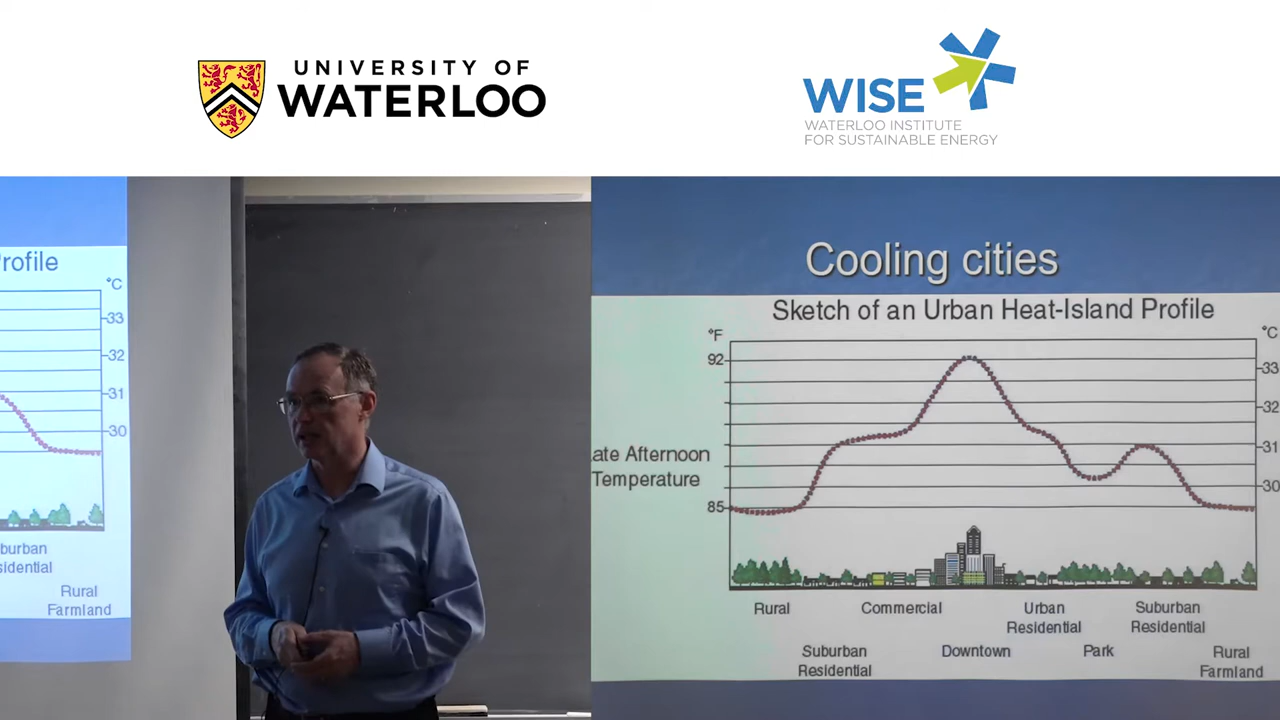 UNIVERSITY OF
WATERLOO
WISE
WATERLOO INSTITUTE
FOR SUSTAINABLE ENERGY
rofile
°C
33
32
31
30
burban
sidential
Rural
Farmland
Cooling cities
Sketch of an Urban Heat-Island Profile
°F
°C
92
33
32
31
30
85
ate Afternoon
Temperature
Rural
Commercial
Urban
Residential
Suburban
Residential
Suburban
Residential
Downtown
Park
Rural
Farmland